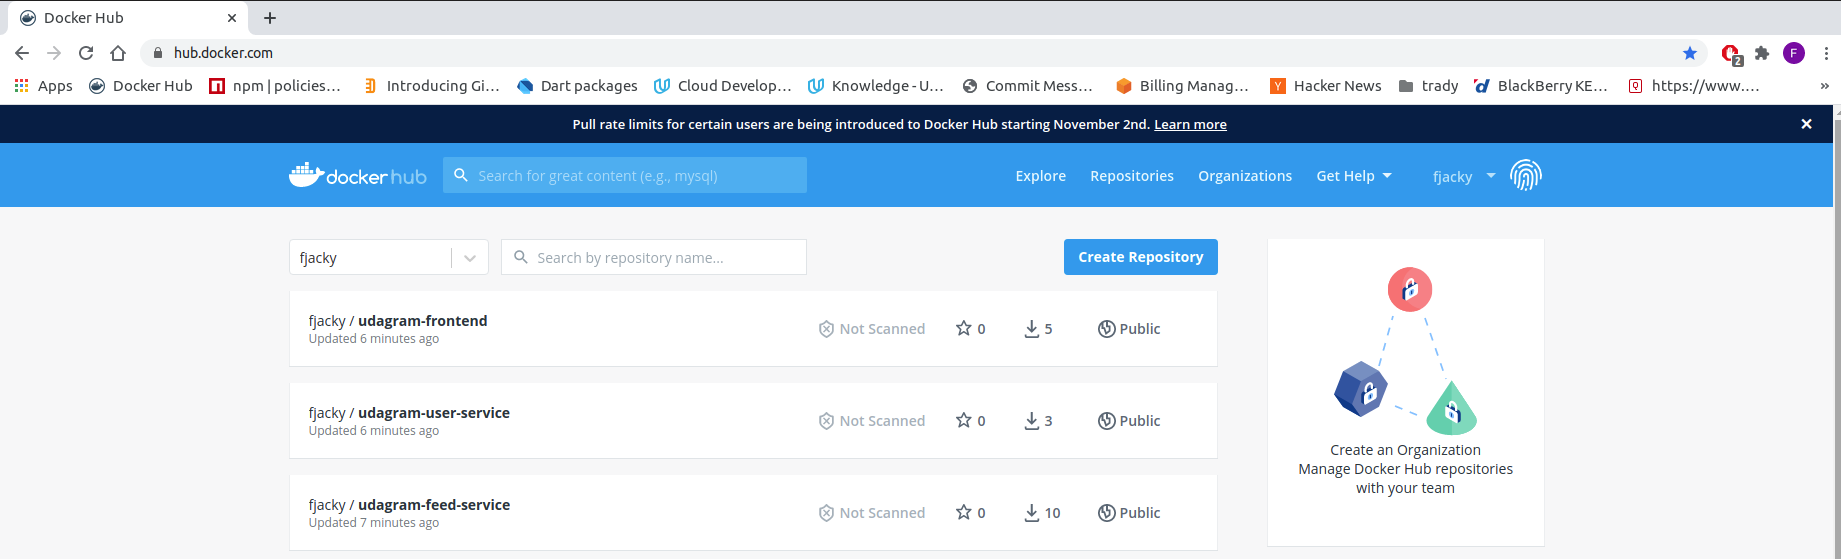 Docker Hub
hub.docker.com
F
2
Apps Docker Hub npm | policies... Introducing Gi... Dart packages Cloud Develop... Knowledge - U... Commit Mess... Billing Manag... Hacker News trady BlackBerry KE... https://www....
Pull rate limits for certain users are being introduced to Docker Hub starting November 2nd. Learn more
docker hub Search for great content (e.g., mysql) Explore Repositories Organizations Get Help fjacky
fjacky Search by repository name... Create Repository
fjacky / udagram-frontend
Updated 6 minutes ago
Not Scanned 0 5 Public
fjacky / udagram-user-service
Updated 6 minutes ago
Not Scanned 0 3 Public
fjacky / udagram-feed-service
Updated 7 minutes ago
Not Scanned 0 10 Public
Create an Organization
Manage Docker Hub repositories
with your team